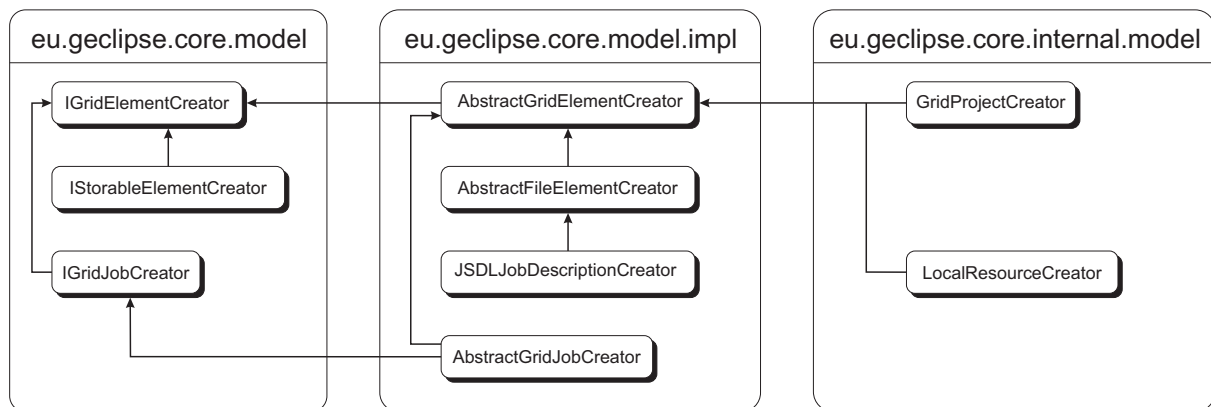 eu.geclipse.core.model
IGridElementCreator
IStorableElementCreator
IGridJobCreator
eu.geclipse.core.model.impl
AbstractGridElementCreator
AbstractFileElementCreator
JSDLJobDescriptionCreator
AbstractGridJobCreator
eu.geclipse.core.internal.model
GridProjectCreator
LocalResourceCreator